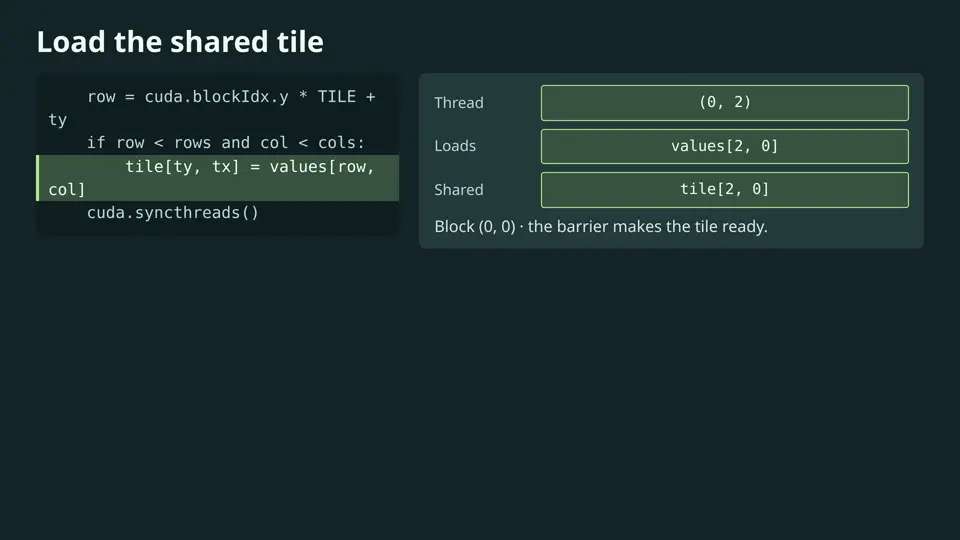 Load the shared tile
row = cuda.blockIdx.y * TILE +
ty
if row < rows and col < cols:
tile[ty, tx] = values[row,
col]
cuda.syncthreads()
Thread (0, 2)
Loads values[2, 0]
Shared tile[2, 0]
Block (0, 0) · the barrier makes the tile ready.